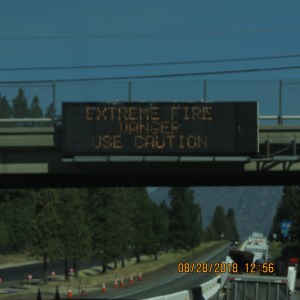 EXTREME FIRE
DANGER
USE CAUTION
08/28/2018 12:56